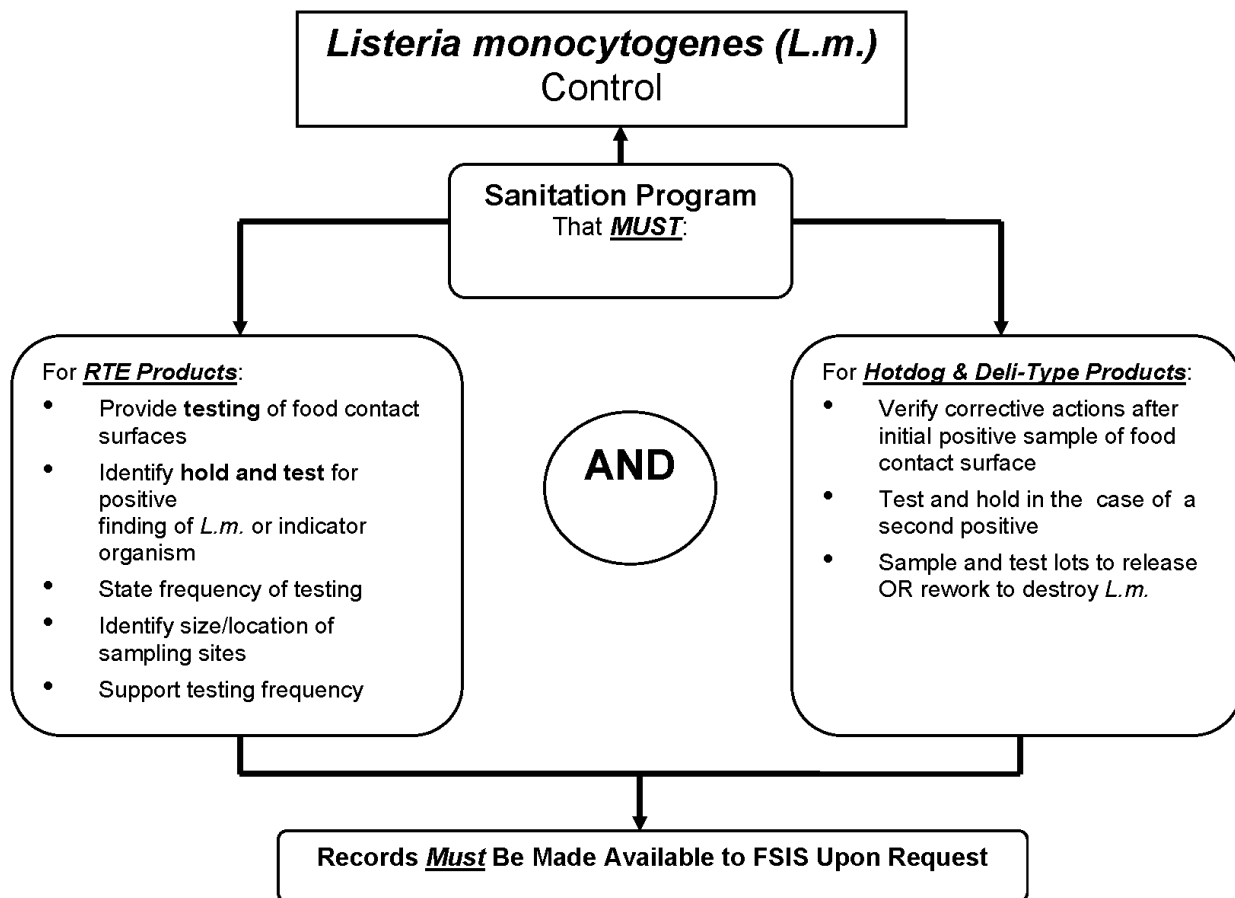 Listeria monocytogenes (L.m.)
Control
Sanitation Program
That MUST:
For RTE Products:
• Provide testing of food contact
surfaces
• Identify hold and test for
positive
finding of L.m. or indicator
organism
• State frequency of testing
• Identify size/location of
sampling sites
• Support testing frequency
AND
For Hotdog & Deli-Type Products:
• Verify corrective actions after
initial positive sample of food
contact surface
• Test and hold in the case of a
second positive
• Sample and test lots to release
OR rework to destroy L.m.
Records Must Be Made Available to FSIS Upon Request